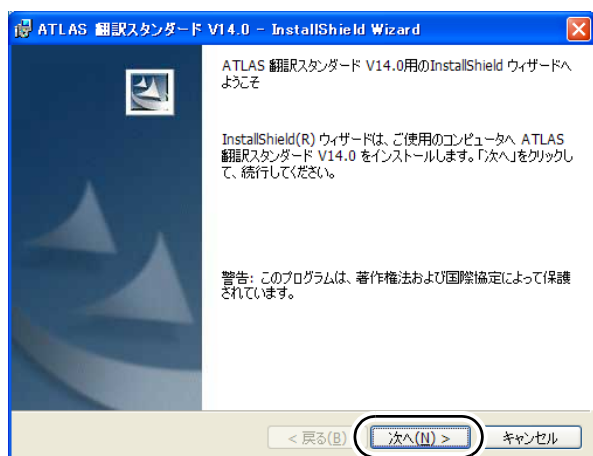 ATLAS 翻訳スタンダード V14.0 - InstallShield Wizard
ATLAS 翻訳スタンダード V14.0用のInstallShield ウィザードへ
ようこそ
InstallShield(R) ウィザードは、ご使用のコンピュータへ ATLAS
翻訳スタンダード V14.0 をインストールします。「次へ」をクリックし
て、続行してください。
警告: このプログラムは、著作権法および国際協定によって保護
されています。
< 戻る(B) 次へ(N) > キャンセル